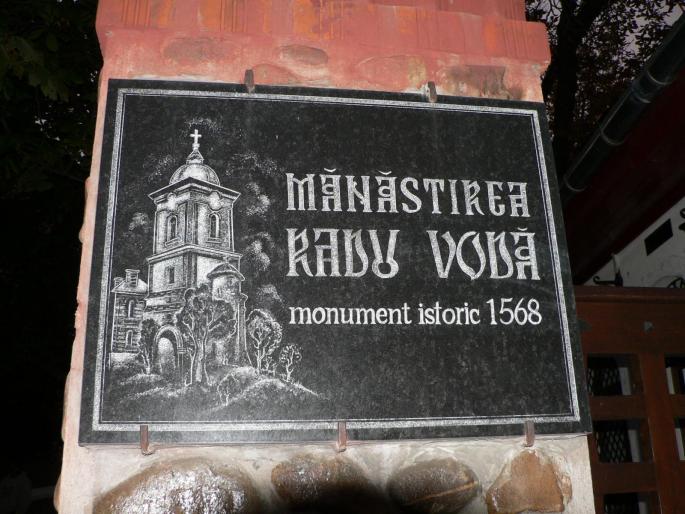 MĂNĂSTIREA
RADU VODĂ
monument istoric 1568